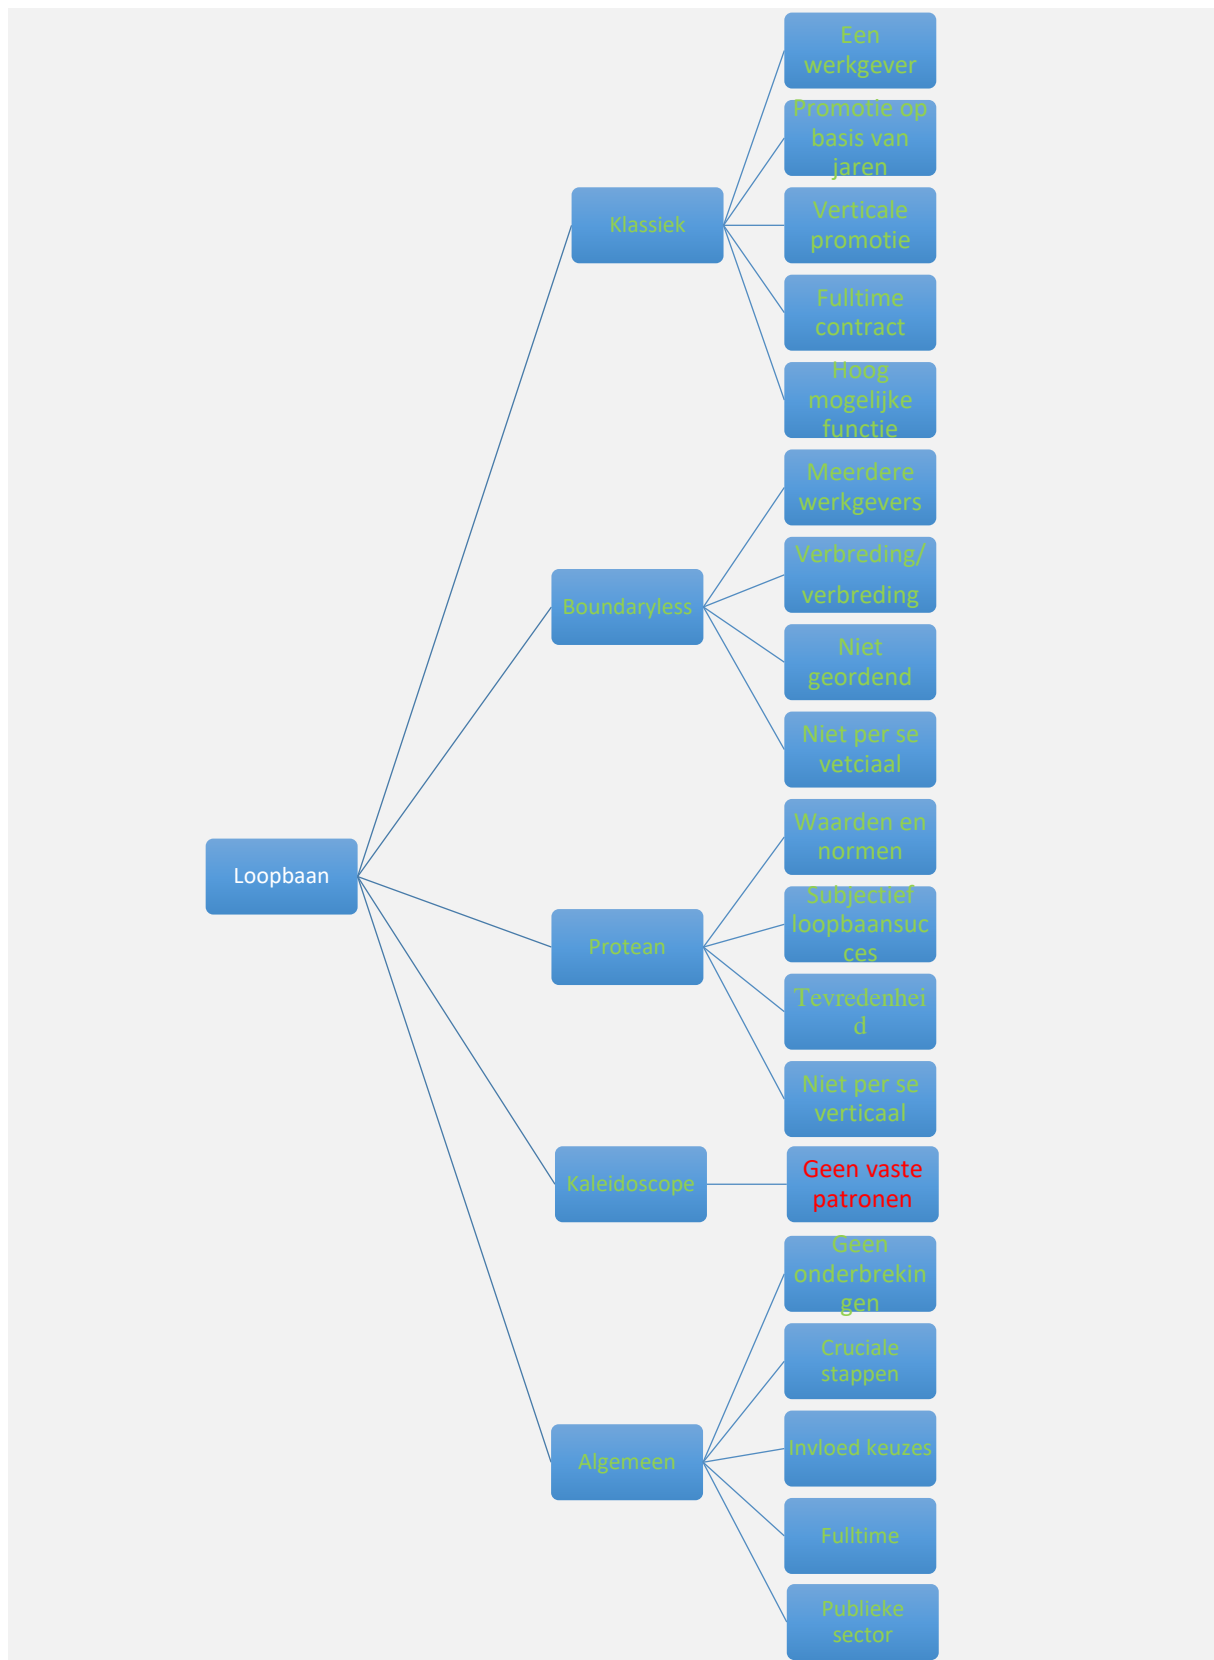 Een
werkgever
Promotie op
basis van
jaren
Klassiek
Verticale
promotie
Fulltime
contract
Hoog
mogelijke
functie
Meerdere
werkgevers
Verbreding/
verbreding
Boundaryless
Niet
geordend
Niet per se
vetciaal
Loopbaan
Waarden en
normen
Subjectief
loopbaansuc
ces
Protean
Tevredenhei
d
Niet per se
verticaal
Kaleidoscope
Geen vaste
patronen
Geen
onderbrekin
gen
Cruciale
stappen
Algemeen
Invloed keuzes
Fulltime
Publieke
sector